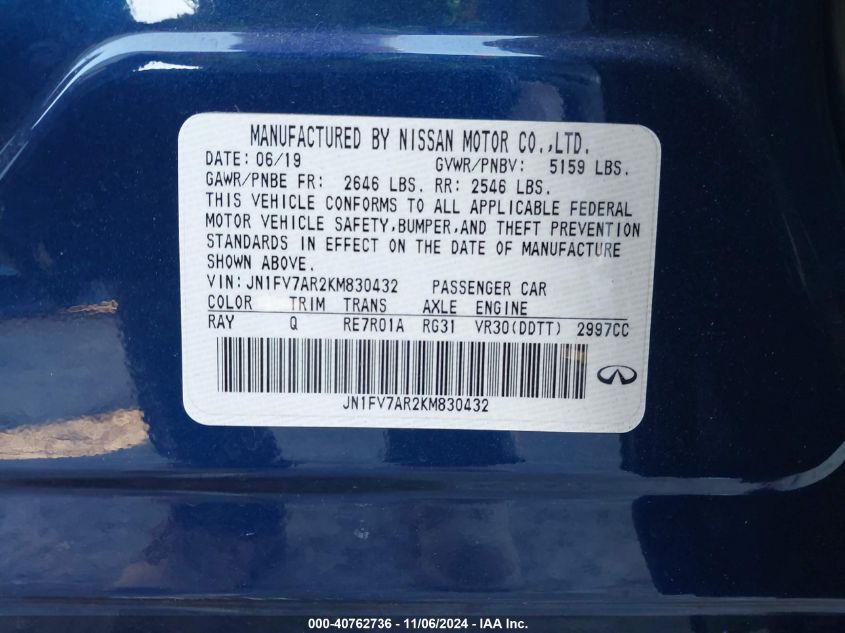 MANUFACTURED BY NISSAN MOTOR CO.,LTD.
DATE: 06/19 GVWR/PNBV: 5159 LBS.
GAWR/PNBE FR: 2646 LBS. RR: 2546 LBS.
THIS VEHICLE CONFORMS TO ALL APPLICABLE FEDERAL
MOTOR VEHICLE SAFETY,BUMPER,AND THEFT PREVENTION
STANDARDS IN EFFECT ON THE DATE OF MANUFACTURE
SHOWN ABOVE.
VIN:JN1FV7AR2KM830432 PASSENGER CAR
COLOR TRIM TRANS AXLE ENGINE
RAY Q RE7R01A RG31 VR30(DDTT) 2997CC
JN1FV7AR2KM830432
000-40762736 - 11/06/2024 - IAA Inc.